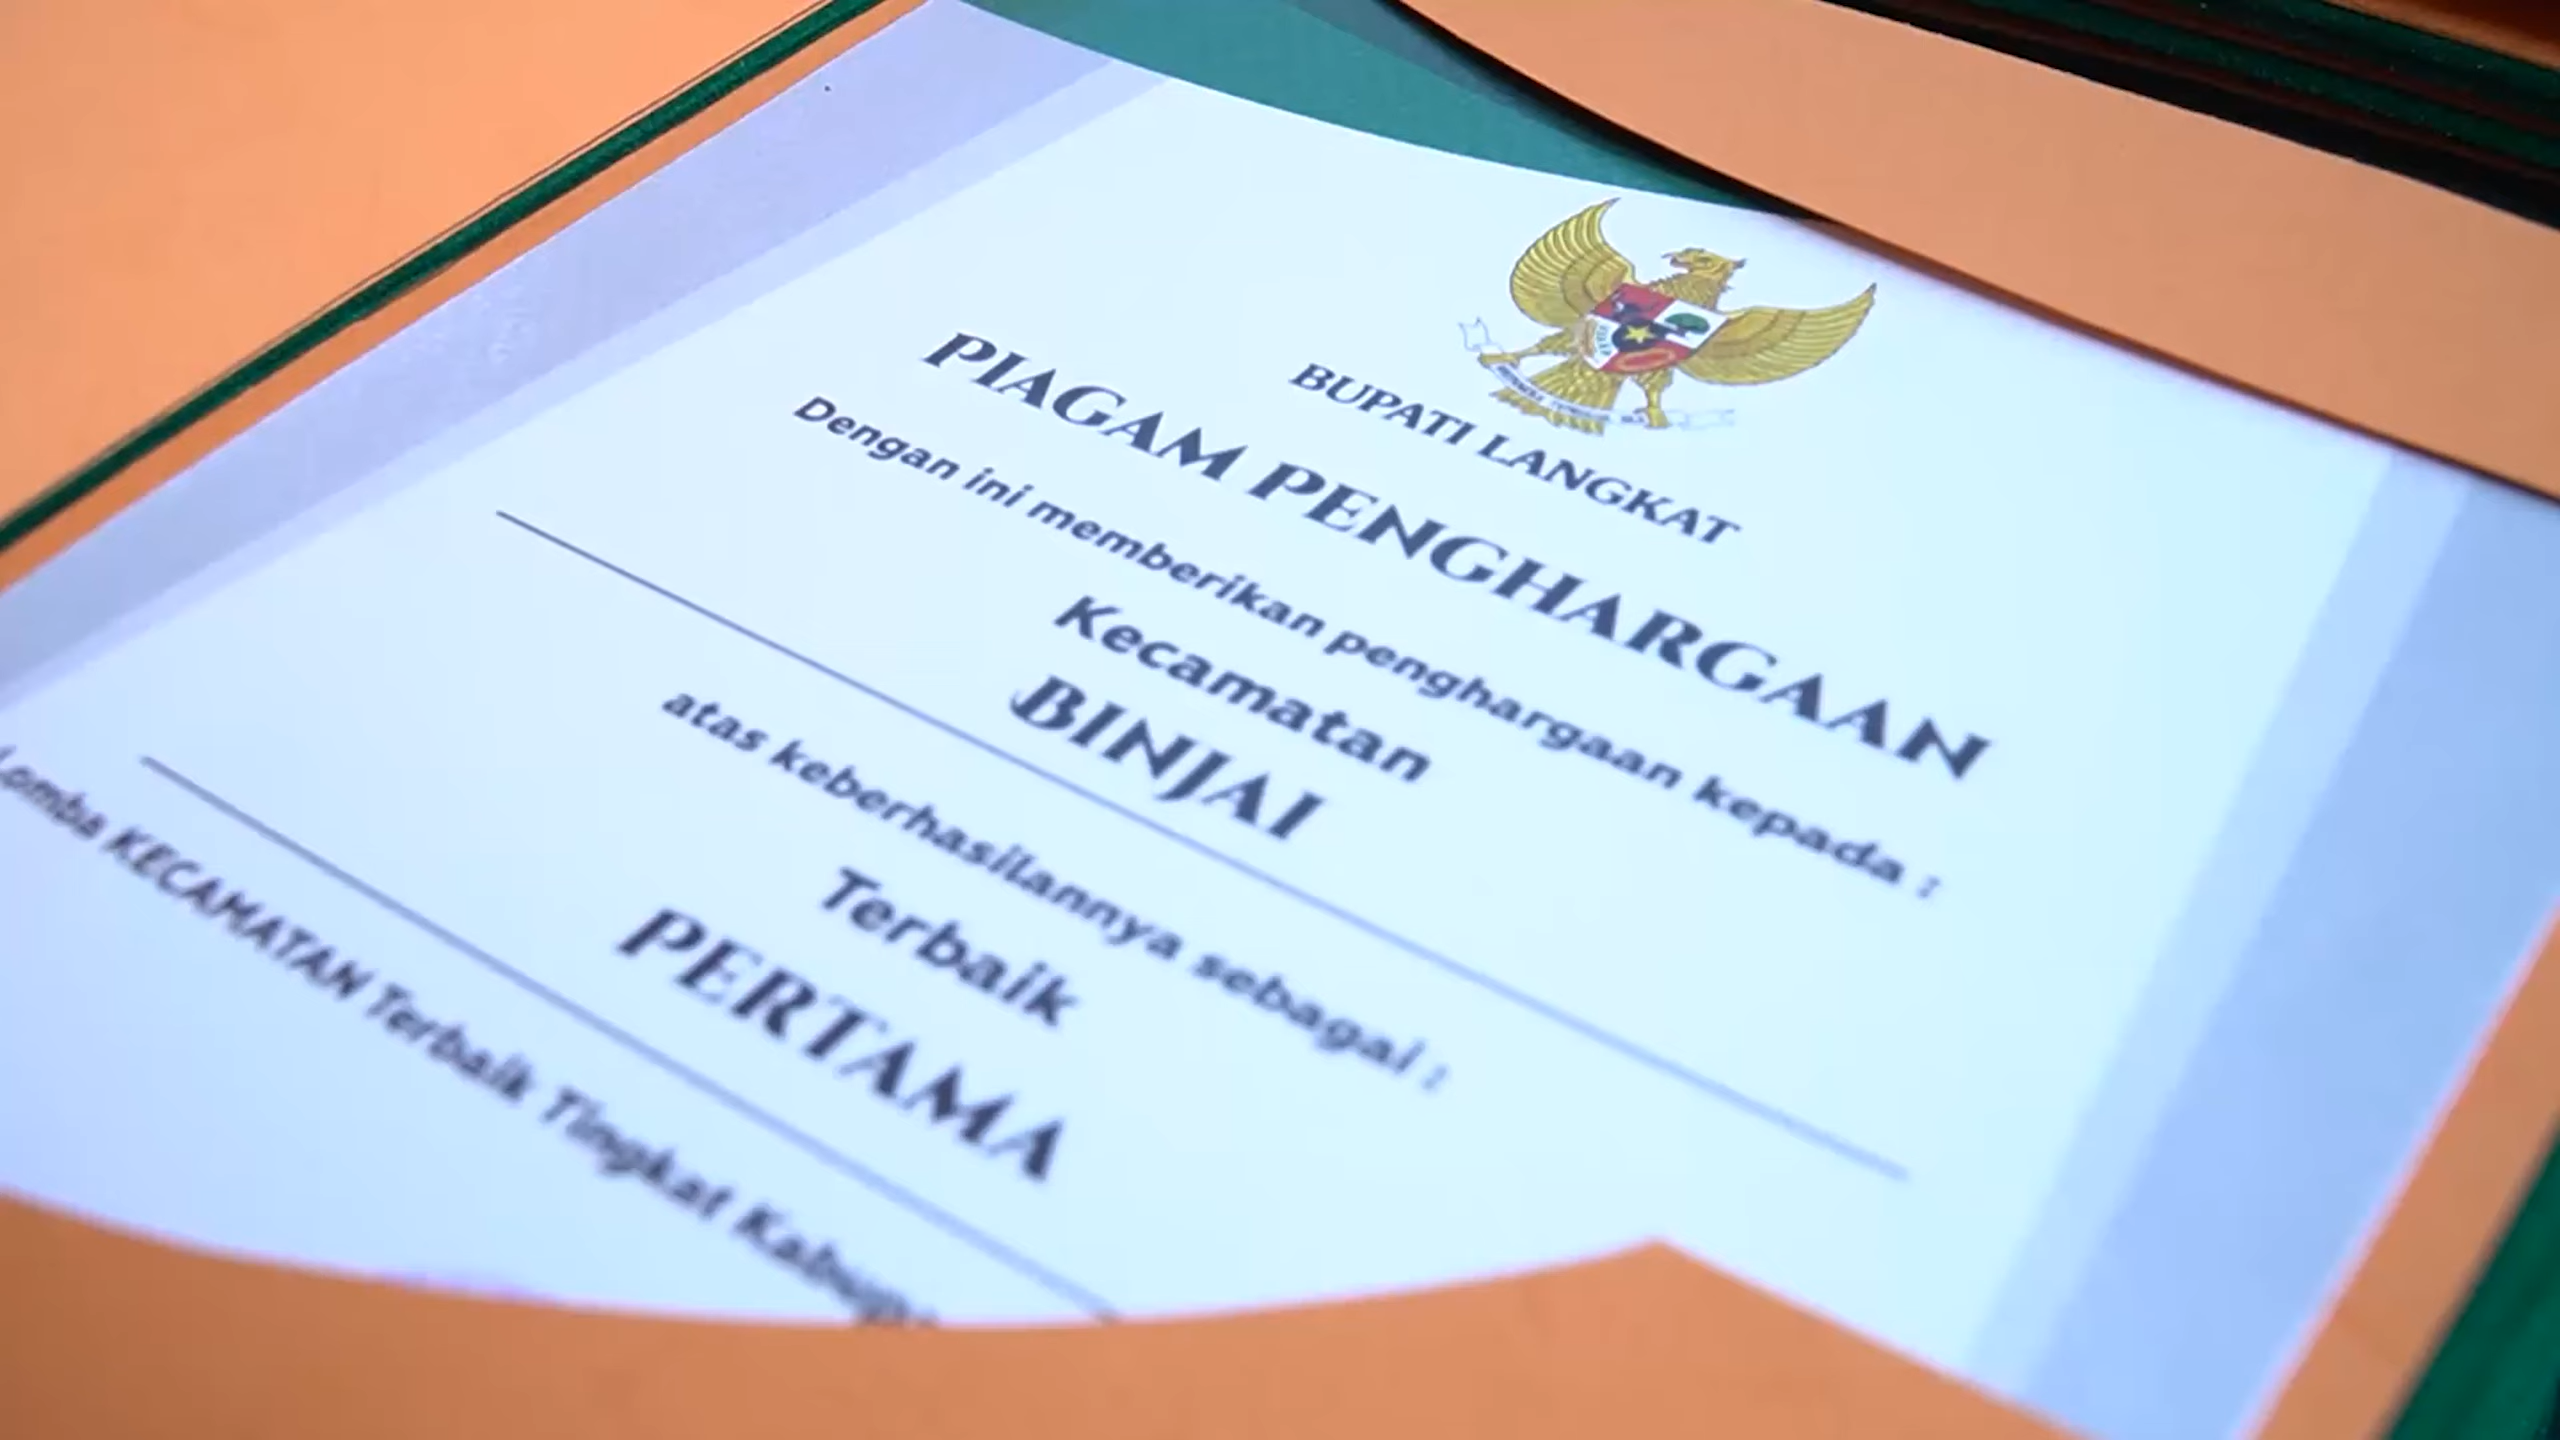 BUPATI LANGKAT
PIAGAM PENGHARGAAN
Dengan ini memberikan penghargaan kepada :
Kecamatan
BINJAI
atas keberhasilannya sebagai :
Terbaik
PERTAMA
Lomba KECAMATAN Terbaik Tingkat